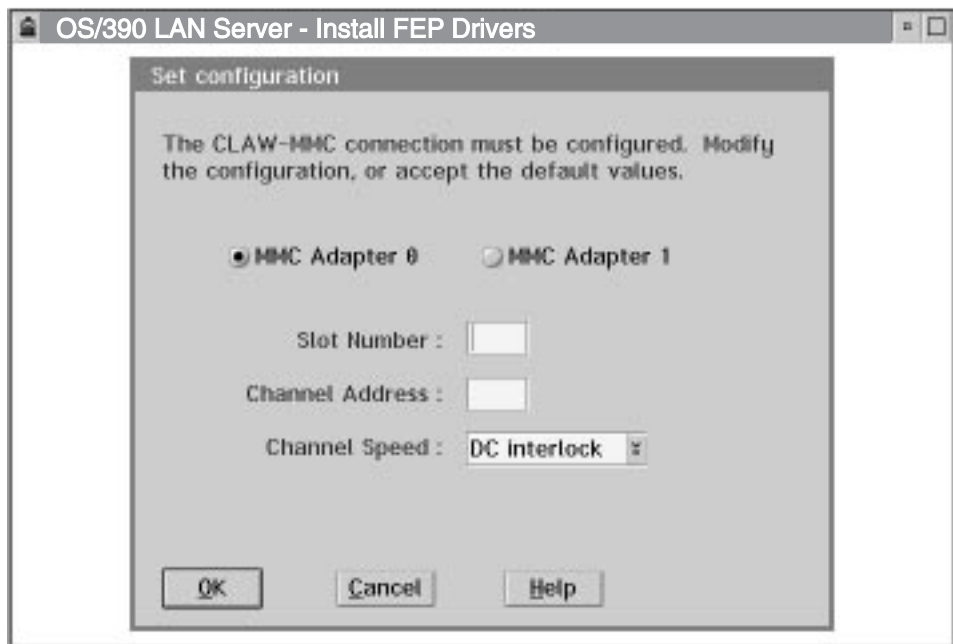 OS/390 LAN Server - Install FEP Drivers
Set configuration
The CLAW-MMC connection must be configured. Modify
the configuration, or accept the default values.
MMC Adapter 0 MMC Adapter 1
Slot Number :
Channel Address :
Channel Speed : DC interlock
OK Cancel Help